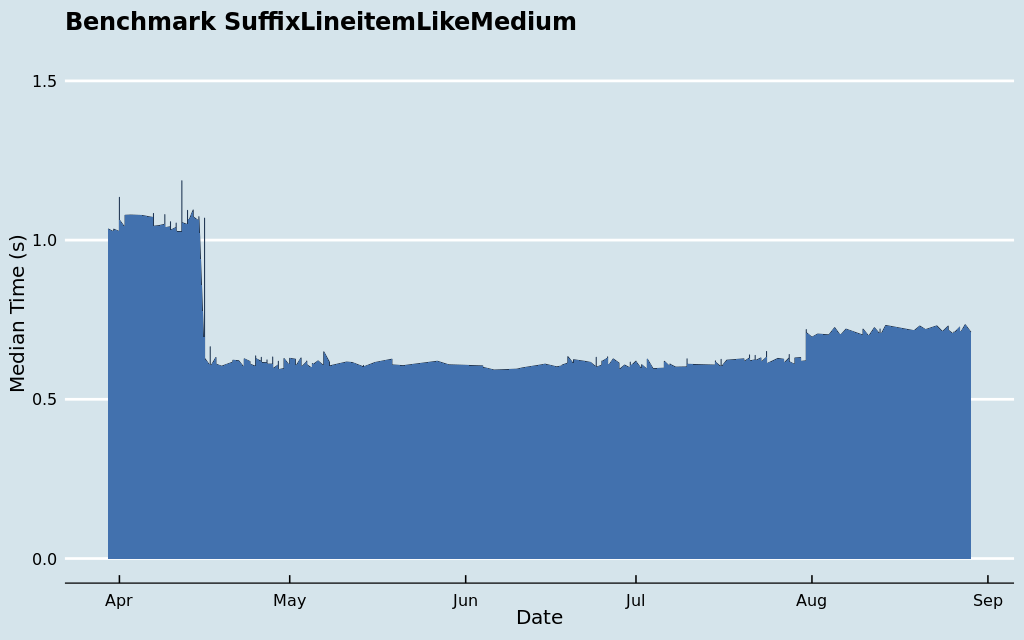 Benchmark SuffixLineitemLikeMedium
Median Time (s)
1.5
1.0
0.5
0.0
Apr May Jun Jul Aug Sep
Date